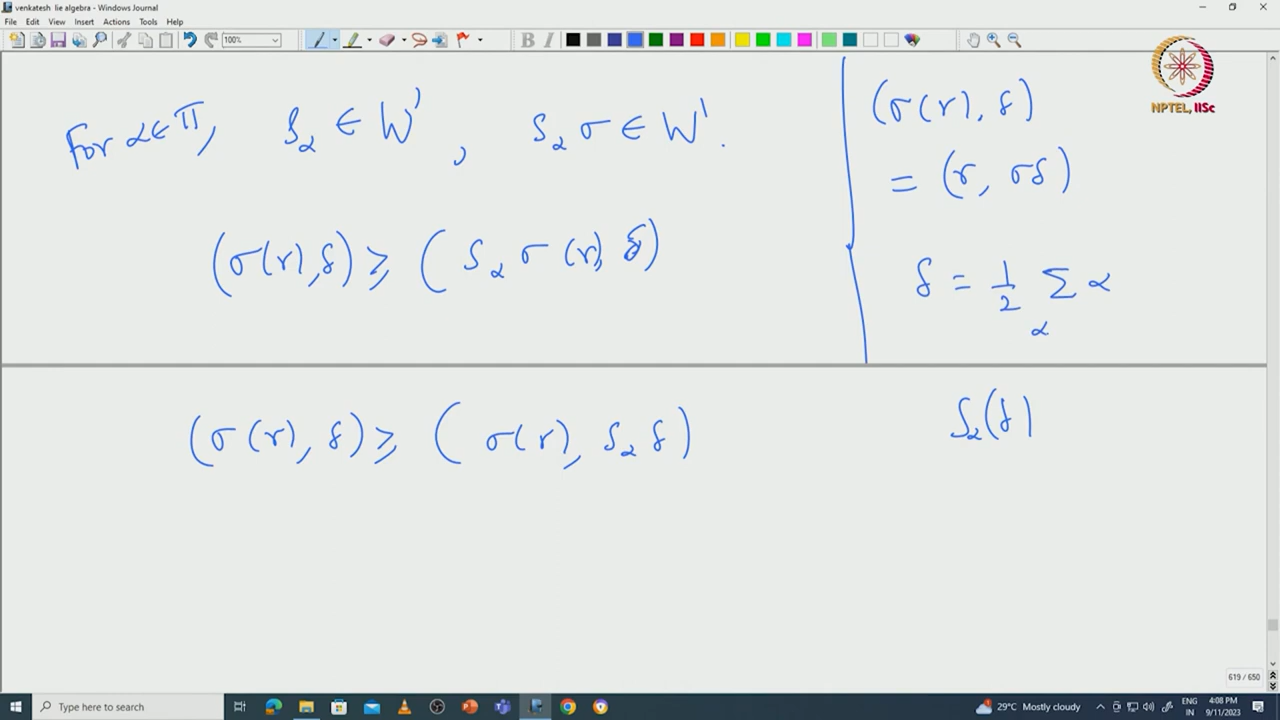 venkatesh lie algebra - Windows Journal
File Edit View Insert Actions Tools Help
100%
NPTEL, IISc
For α ∈ Π, S_α ∈ W', S_α σ ∈ W'.
(σ(r), δ) ≥ (S_α σ(r), δ)
(σ(r), δ)
= (r, σδ)
δ = 1/2 Σ_α α
(σ(r), δ) ≥ (σ(r), S_α δ)
S_α(δ)
619 / 650
Type here to search
29°C Mostly cloudy
ENG
IN
4:08 PM
9/11/2023